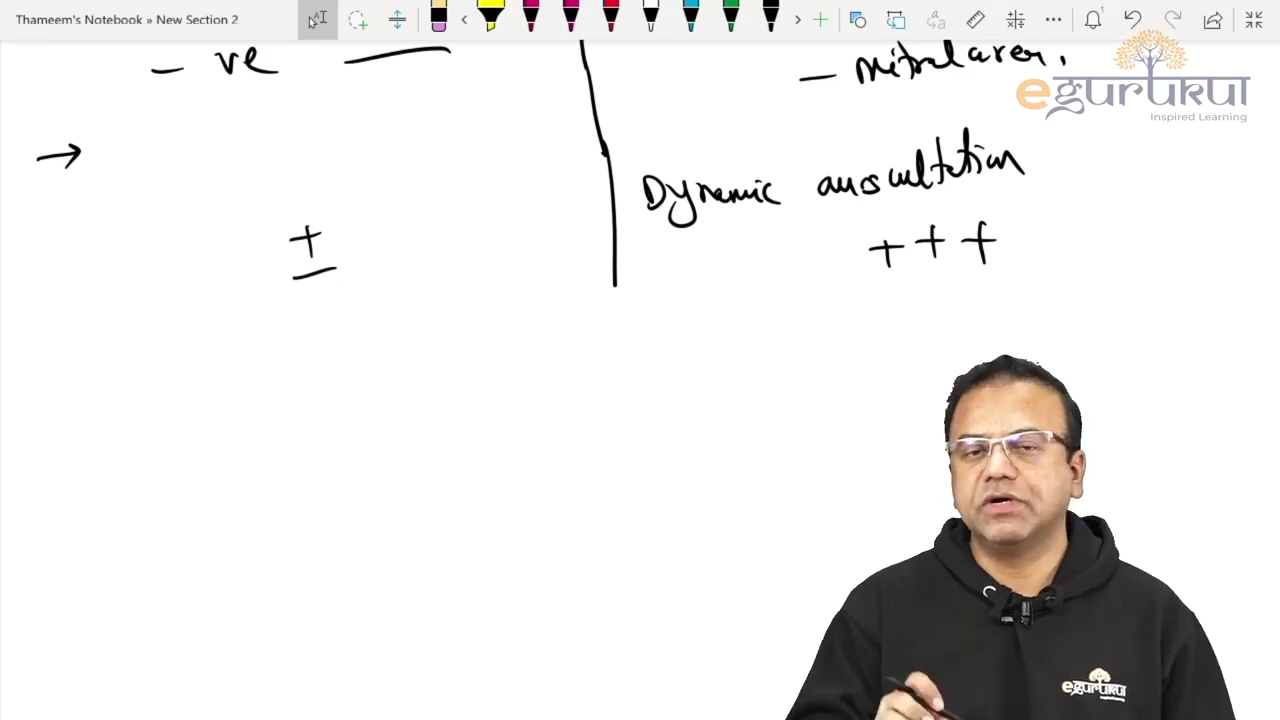 Thameem's Notebook » New Section 2
- ve
- mitral area.
egurukul
Inspired Learning
→
Dynamic auscultation
±
+++
egurukul